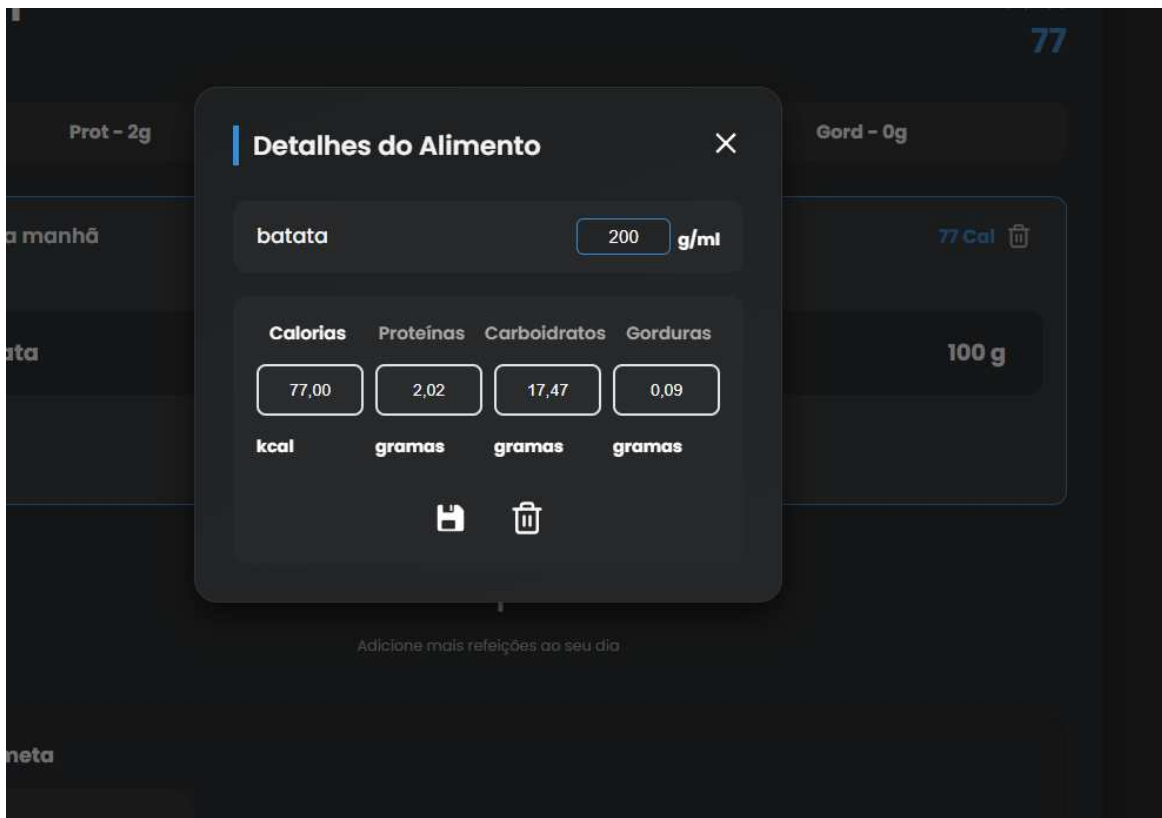 77
Prot - 2g
Gord - 0g
Detalhes do Alimento
a manhã
77 Cal
batata
200
g/ml
Calorias Proteínas Carboidratos Gorduras
ata
100 g
77,00 2,02 17,47 0,09
kcal gramas gramas gramas
Adicione mais refeições ao seu dia
meta